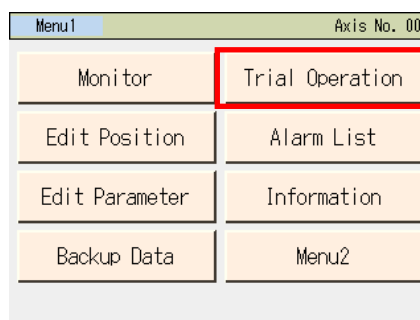 Menu1 Axis No. 00
Monitor Trial Operation
Edit Position Alarm List
Edit Parameter Information
Backup Data Menu2